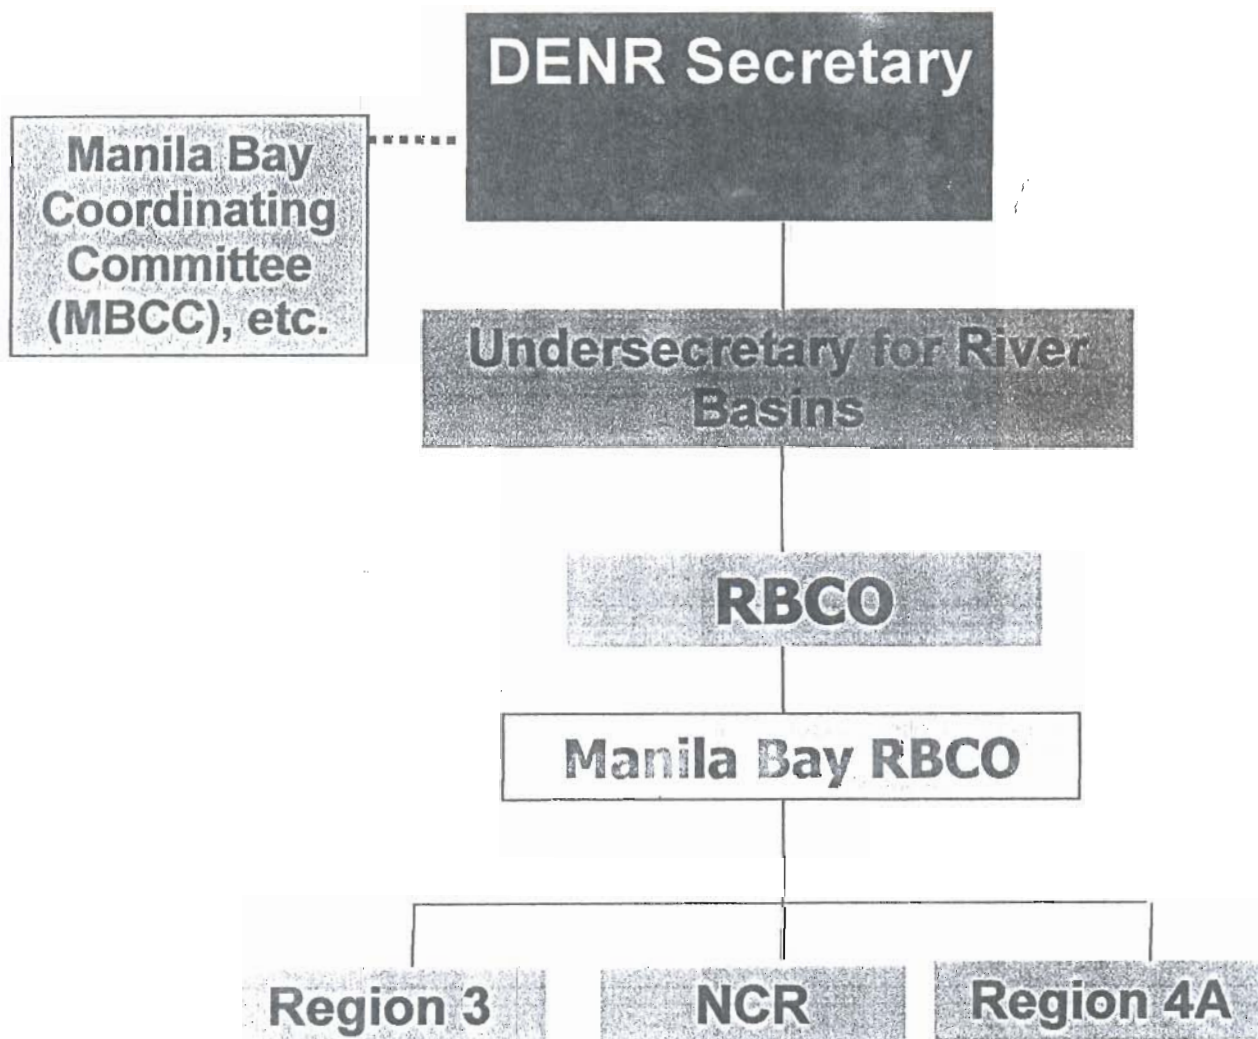 DENR Secretary
Manila Bay
Coordinating
Committee
(MBCC), etc.
Undersecretary for River
Basins
RBCO
Manila Bay RBCO
Region 3
NCR
Region 4A